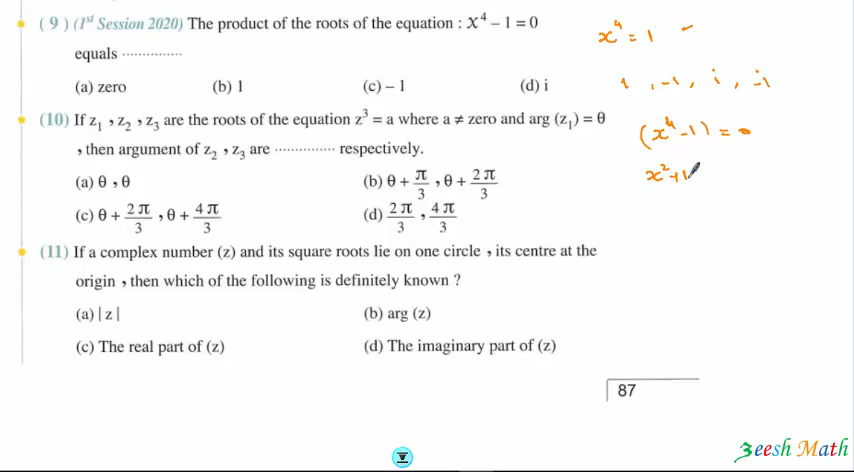 (9) (1st Session 2020) The product of the roots of the equation : X⁴ – 1 = 0
equals ...............
(a) zero (b) 1 (c) – 1 (d) i
(10) If z₁ , z₂ , z₃ are the roots of the equation z³ = a where a ≠ zero and arg (z₁) = θ
, then argument of z₂ , z₃ are ............... respectively.
(a) θ , θ (b) θ + π/3 , θ + 2π/3
(c) θ + 2π/3 , θ + 4π/3 (d) 2π/3 , 4π/3
(11) If a complex number (z) and its square roots lie on one circle , its centre at the
origin , then which of the following is definitely known ?
(a) | z | (b) arg (z)
(c) The real part of (z) (d) The imaginary part of (z)
87
x⁴ = 1
1 , -1 , i , -i
(x⁴ -1) = 0
x² +1
3eesh Math